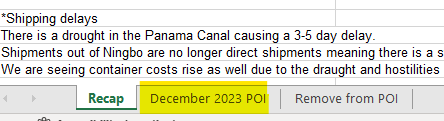 *Shipping delays
There is a drought in the Panama Canal causing a 3-5 day delay.
Shipments out of Ningbo are no longer direct shipments meaning there is a s
We are seeing container costs rise as well due to the draught and hostilities
Recap December 2023 POI Remove from POI